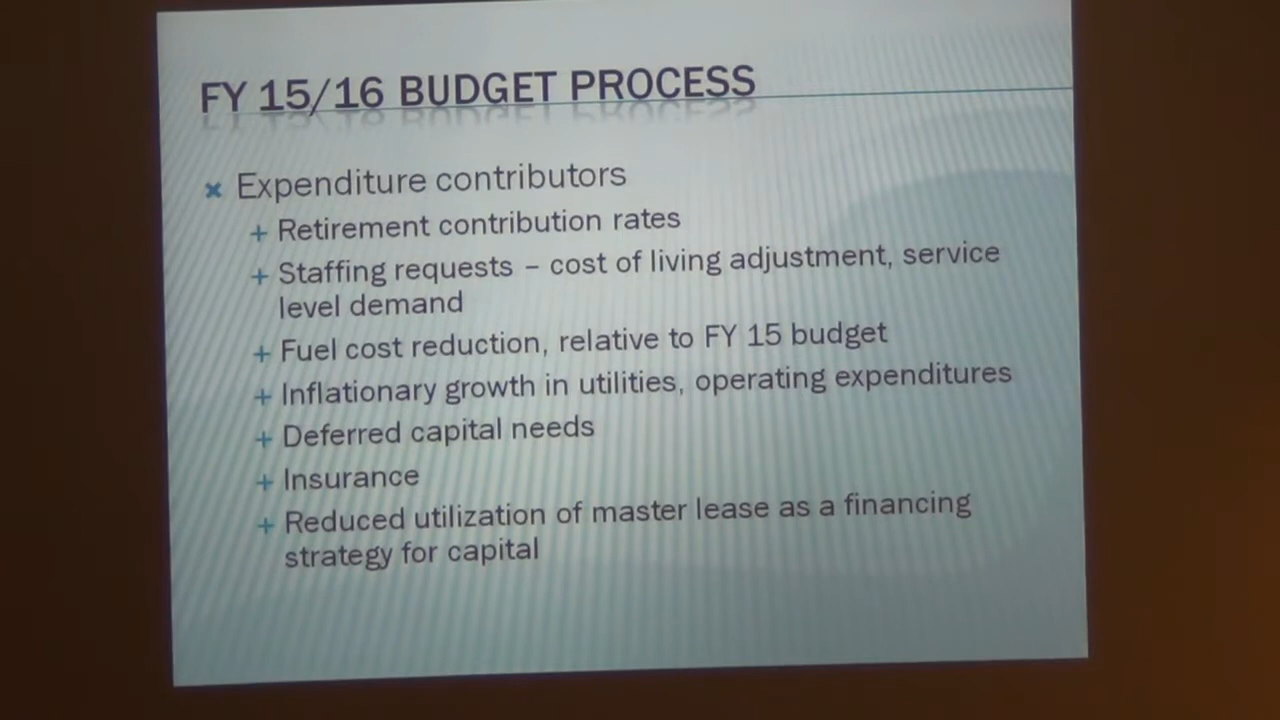 FY 15/16 BUDGET PROCESS
Expenditure contributors
Retirement contribution rates
Staffing requests – cost of living adjustment, service
level demand
Fuel cost reduction, relative to FY 15 budget
Inflationary growth in utilities, operating expenditures
Deferred capital needs
Insurance
Reduced utilization of master lease as a financing
strategy for capital